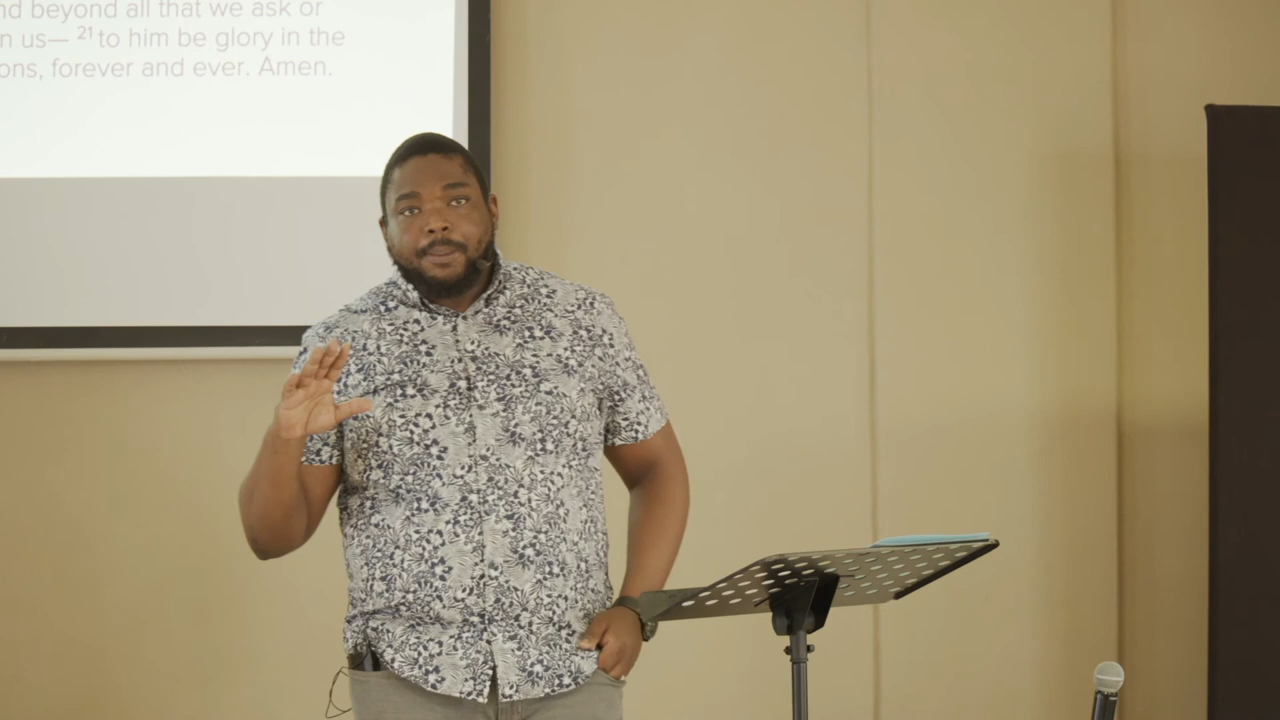 nd beyond all that we ask or
n us— ²¹ to him be glory in the
ons, forever and ever. Amen.